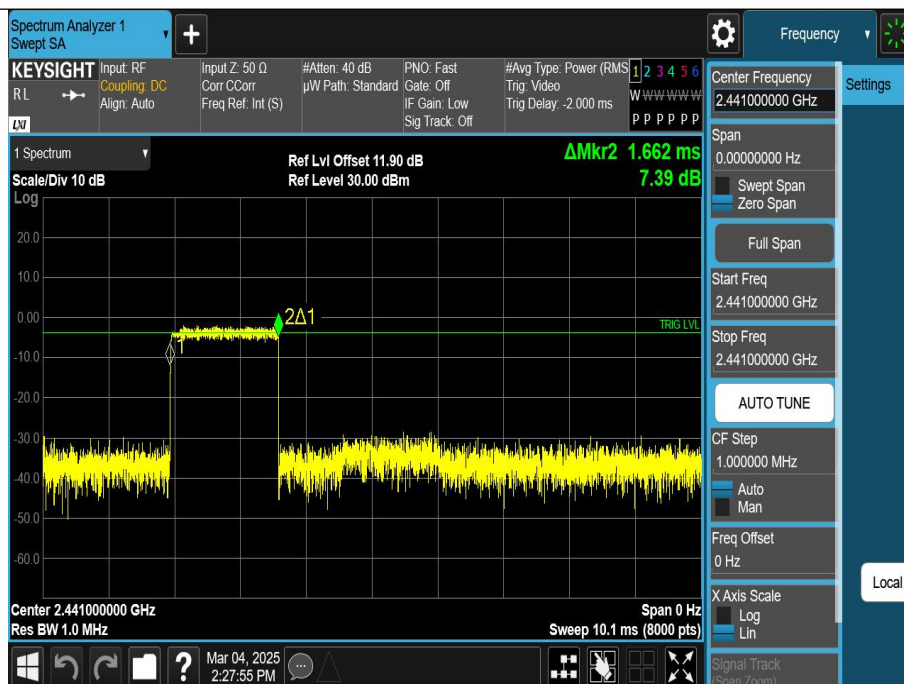 Spectrum Analyzer 1
Swept SA
+
Frequency
KEYSIGHT
RL
LXI
Input: RF
Coupling: DC
Align: Auto
Input Z: 50 Ω
Corr CCorr
Freq Ref: Int (S)
#Atten: 40 dB
µW Path: Standard
PNO: Fast
Gate: Off
IF Gain: Low
Sig Track: Off
#Avg Type: Power (RMS
Trig: Video
Trig Delay: -2.000 ms
1 2 3 4 5 6
W W W W W W
P P P P P P
1 Spectrum
Scale/Div 10 dB
Log
Ref Lvl Offset 11.90 dB
Ref Level 30.00 dBm
ΔMkr2 1.662 ms
7.39 dB
20.0
10.0
0.00
-10.0
-20.0
-30.0
-40.0
-50.0
-60.0
2Δ1
TRIG LVL
Center 2.441000000 GHz
Res BW 1.0 MHz
Span 0 Hz
Sweep 10.1 ms (8000 pts)
Mar 04, 2025
2:27:55 PM
?
Center Frequency
2.441000000 GHz
Span
0.00000000 Hz
Swept Span
Zero Span
Full Span
Start Freq
2.441000000 GHz
Stop Freq
2.441000000 GHz
AUTO TUNE
CF Step
1.000000 MHz
Auto
Man
Freq Offset
0 Hz
X Axis Scale
Log
Lin
Signal Track
(Span Zoom)
Settings
Local